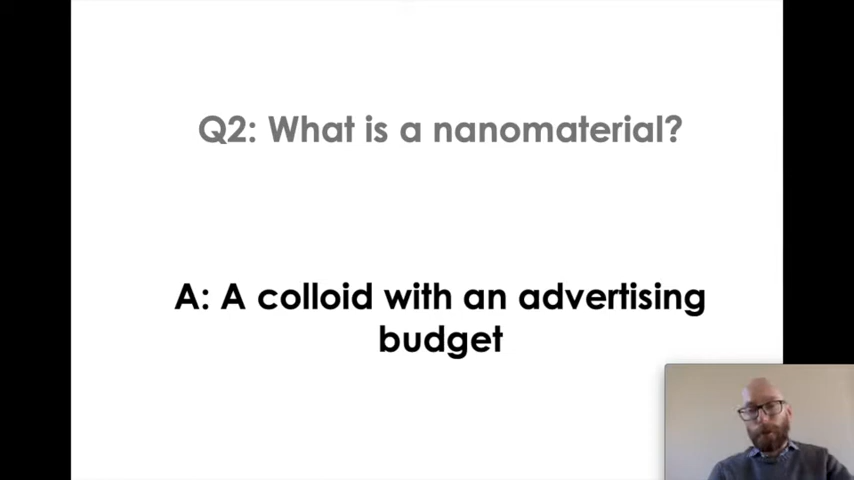 Q2: What is a nanomaterial?
A: A colloid with an advertising
budget